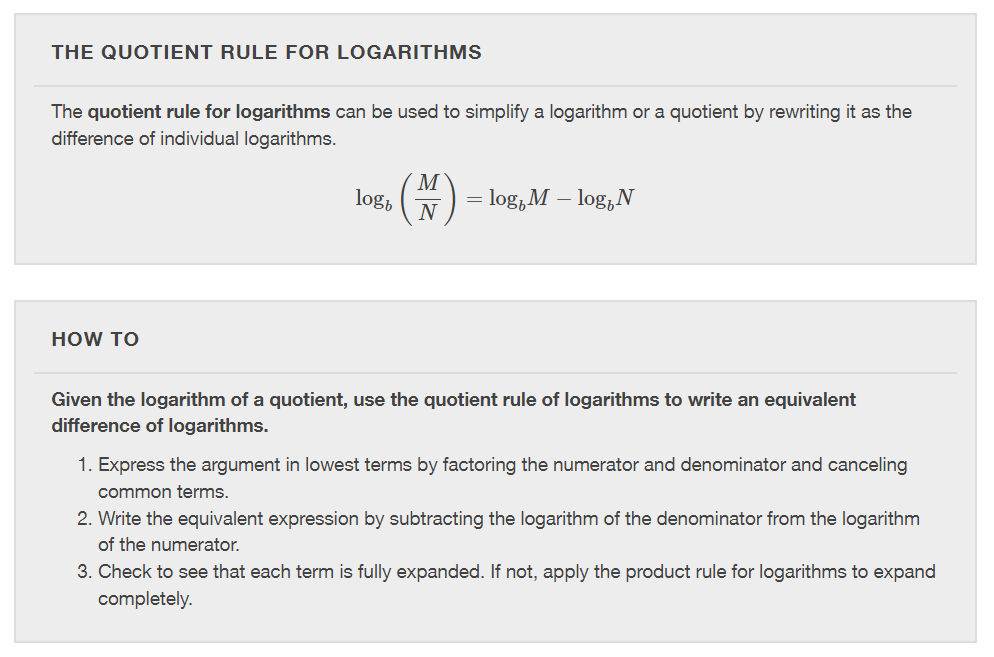 THE QUOTIENT RULE FOR LOGARITHMS
The quotient rule for logarithms can be used to simplify a logarithm or a quotient by rewriting it as the
difference of individual logarithms.
log_b (M/N) = log_b M − log_b N
HOW TO
Given the logarithm of a quotient, use the quotient rule of logarithms to write an equivalent
difference of logarithms.
1. Express the argument in lowest terms by factoring the numerator and denominator and canceling
common terms.
2. Write the equivalent expression by subtracting the logarithm of the denominator from the logarithm
of the numerator.
3. Check to see that each term is fully expanded. If not, apply the product rule for logarithms to expand
completely.